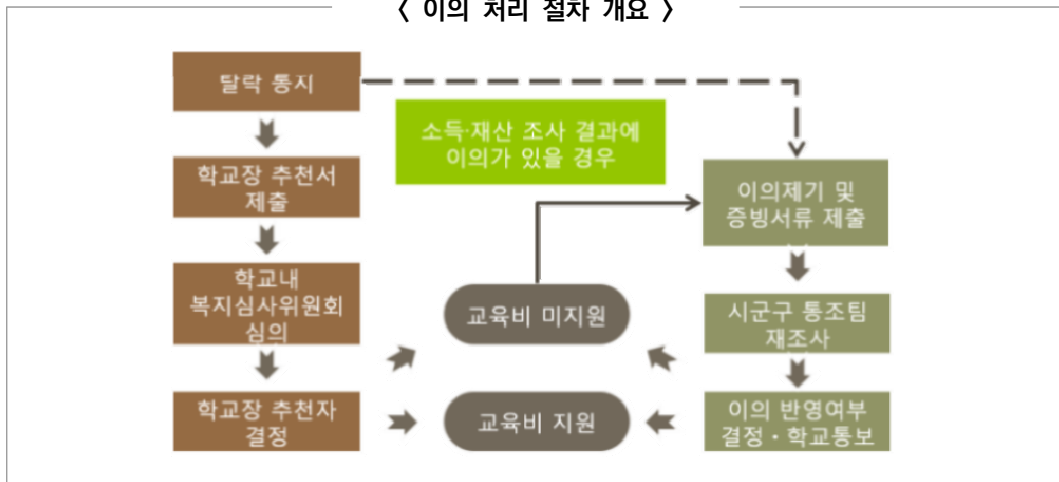 < 이의 처리 절차 개요 >
탈락 통지
소득·재산 조사 결과에
이의가 있을 경우
학교장 추천서
제출
이의제기 및
증빙서류 제출
학교내
복지심사위원회
심의
교육비 미지원
시군구 통조팀
재조사
학교장 추천자
결정
교육비 지원
이의 반영여부
결정·학교통보